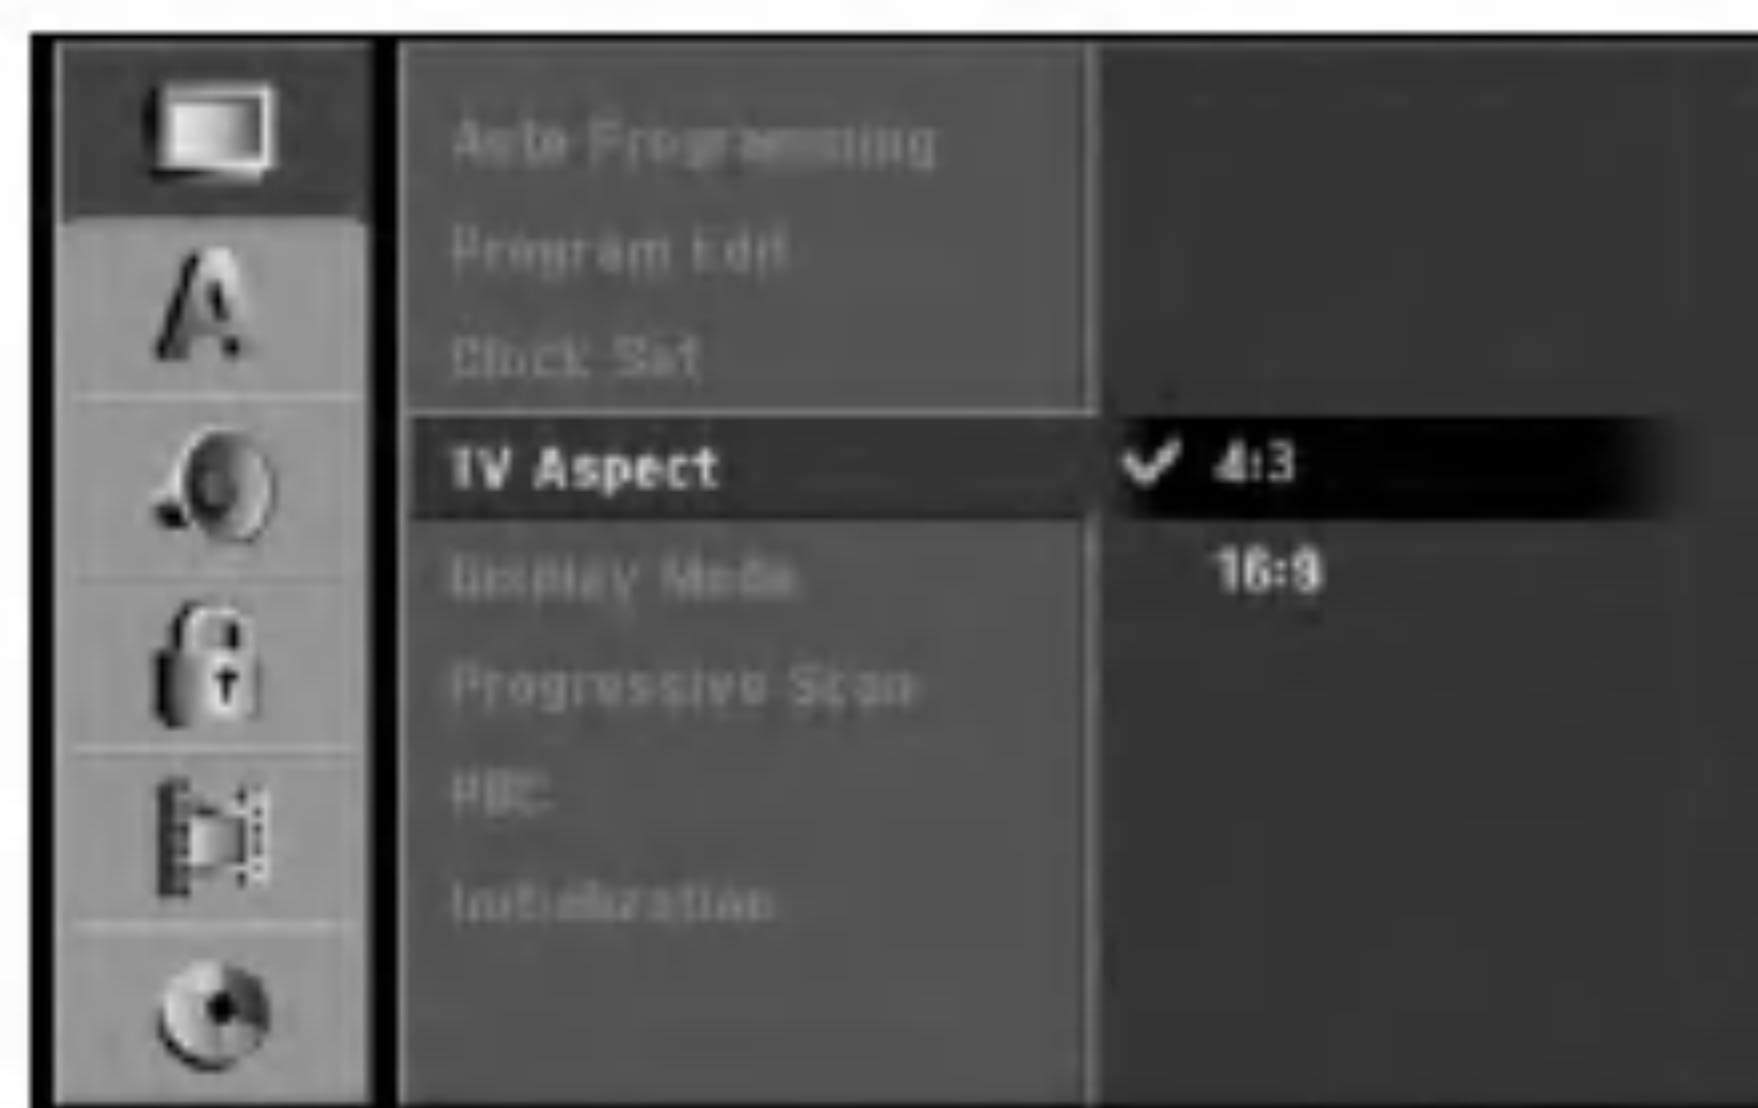 Auto Programming
Program Edit
Clock Set
TV Aspect
4:3
16:9
Display Mode
Progressive Scan
PBC
Initialization